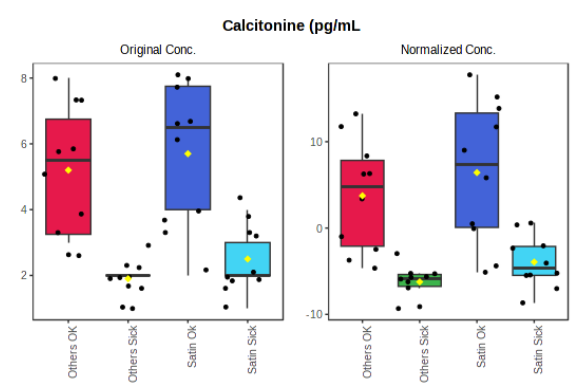 Calcitonine (pg/mL
Original Conc.
Normalized Conc.
8
6
4
2
10
0
-10
Others OK
Others Sick
Satin Ok
Satin Sick
Others OK
Others Sick
Satin Ok
Satin Sick